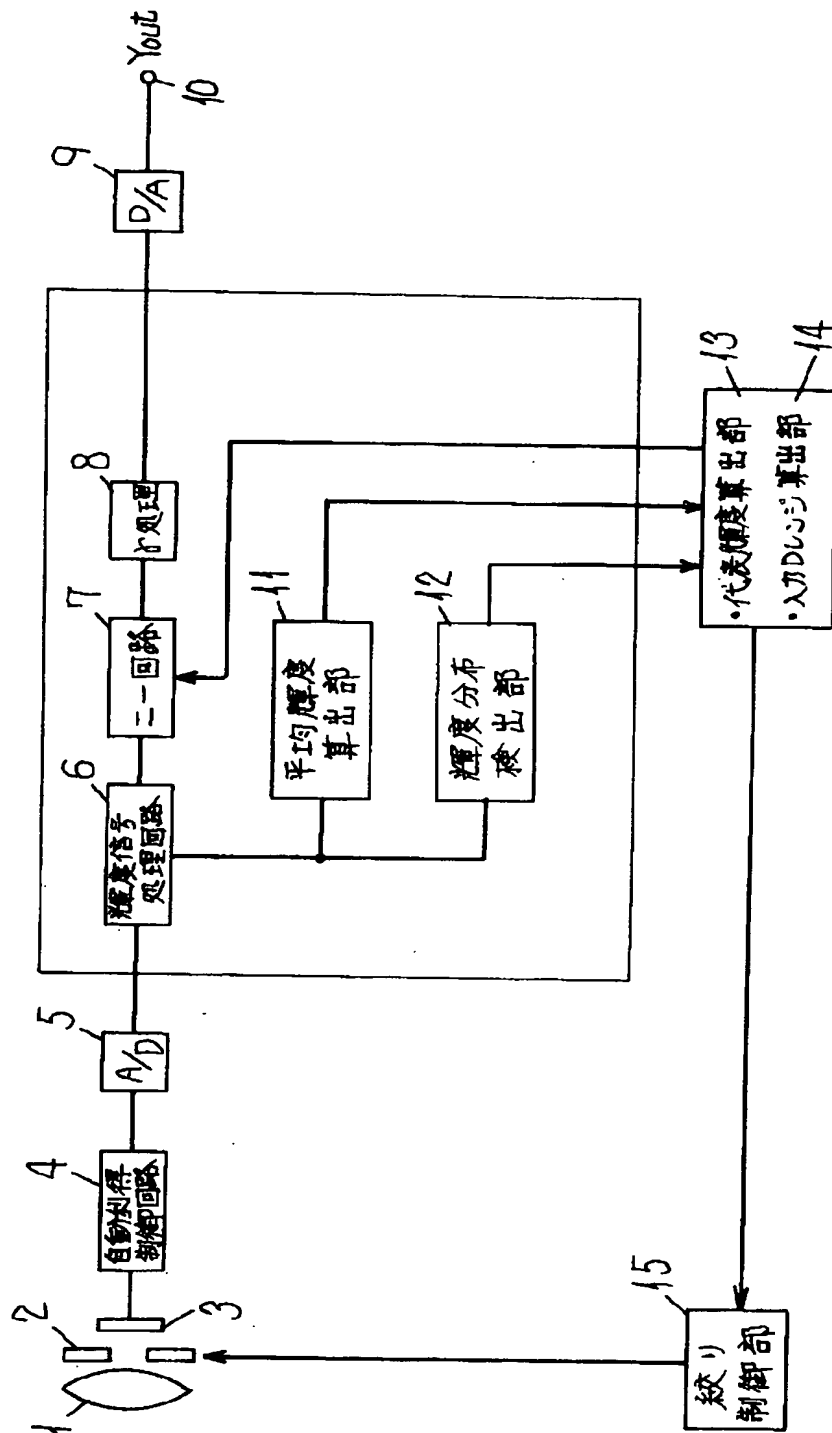 1
2
3
4
自動利得
制御回路
5
A/D
6
輝度信号
処理回路
7
ニー回路
8
γ処理
9
D/A
10
Yout
11
平均輝度
算出部
12
輝度分布
検出部
13
・代表輝度算出部
・入力Dレンジ算出部
14
15
絞り
制御部